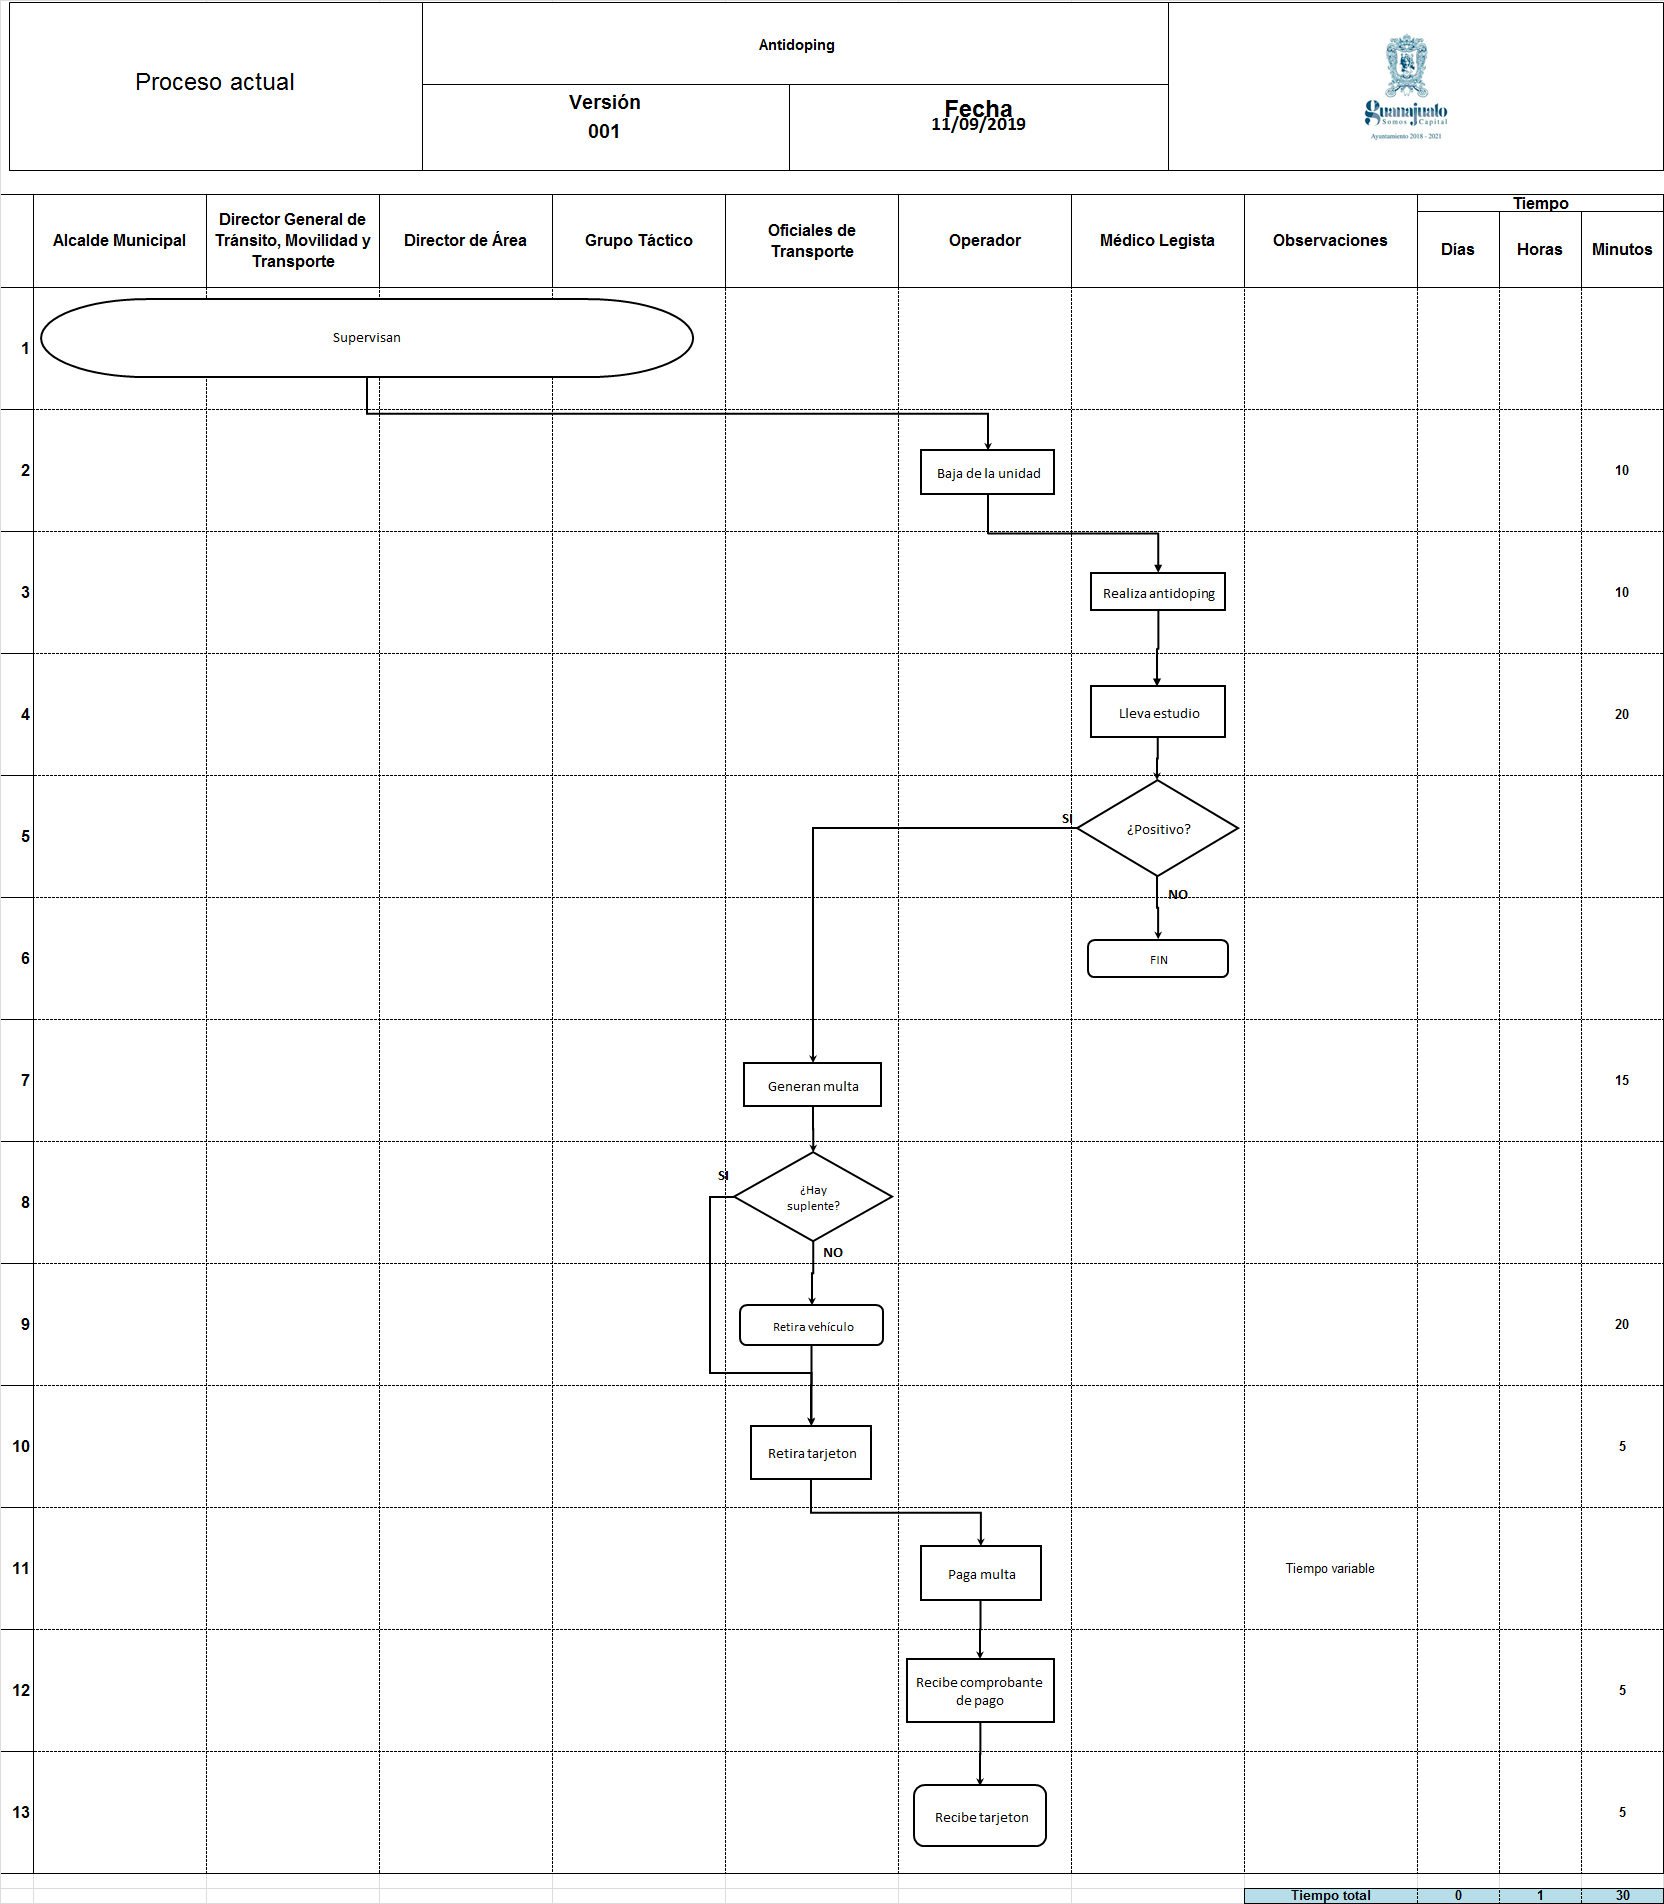 Proceso actual
Antidoping
Versión
001
Fecha
11/09/2019
Guanajuato
Somos Capital
Ayuntamiento 2018 - 2021
Alcalde Municipal
Director General de
Tránsito, Movilidad y
Transporte
Director de Área
Grupo Táctico
Oficiales de
Transporte
Operador
Médico Legista
Observaciones
Tiempo
Días
Horas
Minutos
1
Supervisan
2
Baja de la unidad
10
3
Realiza antidoping
10
4
Lleva estudio
20
5
SI
¿Positivo?
NO
6
FIN
7
Generan multa
15
8
SI
¿Hay
suplente?
NO
9
Retira vehículo
20
10
Retira tarjeton
5
11
Paga multa
Tiempo variable
12
Recibe comprobante
de pago
5
13
Recibe tarjeton
5
Tiempo total
0
1
30